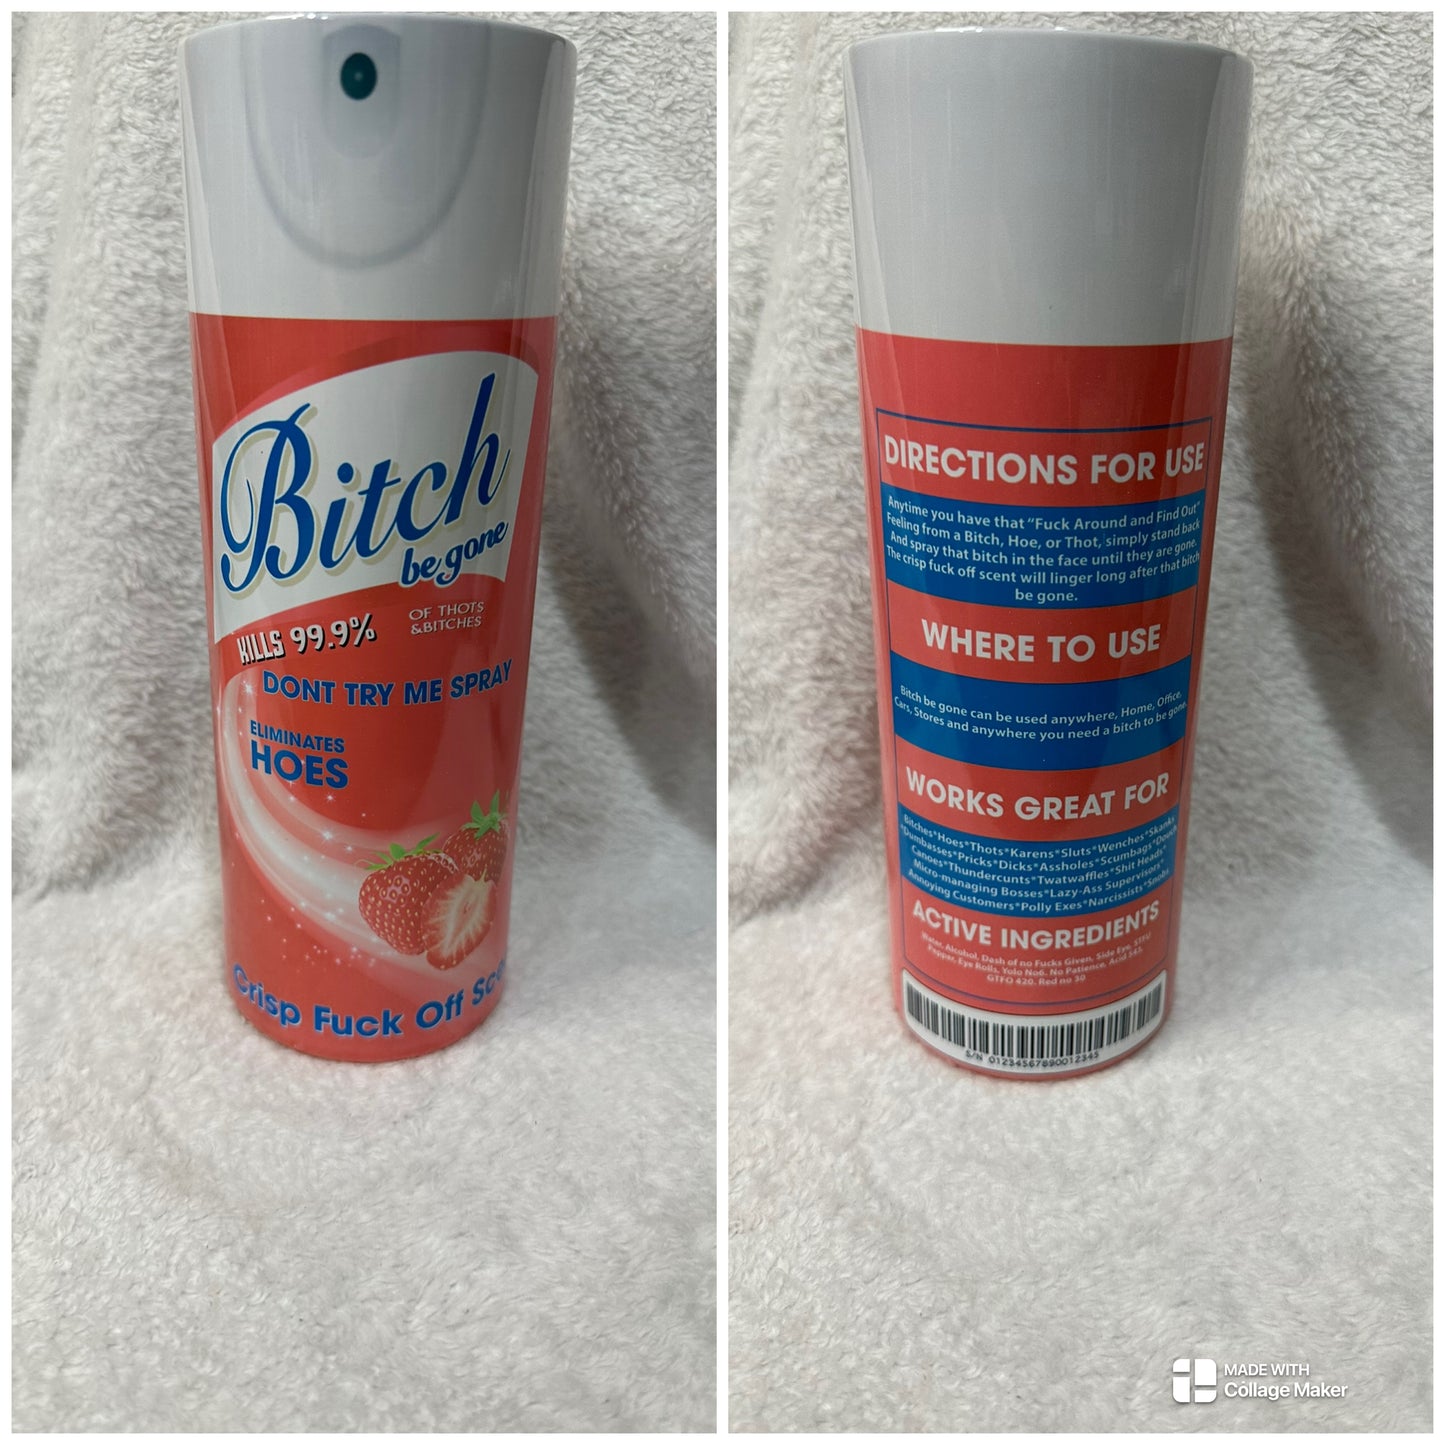 Bitch
be gone
KILLS 99.9%
OF THOTS
&BITCHES
DONT TRY ME SPRAY
ELIMINATES
HOES
Crisp Fuck Off Sce
DIRECTIONS FOR USE
Anytime you have that “Fuck Around and Find Out”
Feeling from a Bitch, Hoe, or Thot, simply stand back
And spray that bitch in the face until they are gone.
The crisp fuck off scent will linger long after that bitch
be gone.
WHERE TO USE
Bitch be gone can be used anywhere, Home, Office,
Cars, Stores and anywhere you need a bitch to be gone.
WORKS GREAT FOR
Bitches*Hoes*Thots*Karens*Sluts*Wenches*Skanks
*Dumbasses*Pricks*Dicks*Assholes*Scumbags*Douch
Canoes*Thundercunts*Twatwaffles*Shit Heads*
Micro-managing Bosses*Lazy-Ass Supervisors*
Annoying Customers*Polly Exes*Narcissists*Snobs
ACTIVE INGREDIENTS
Water, Alcohol, Dash of no Fucks Given, Side Eye, STFU
Pepper, Eye Rolls, Yolo No6, No Patience, Acid 542,
GTFO 420, Red no 30
S/N 01234567890012345
MADE WITH
Collage Maker